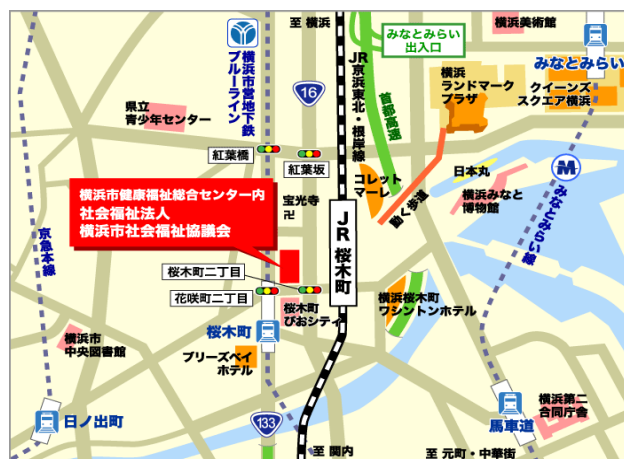 至 横浜
みなとみらい
出入口
横浜美術館
みなとみらい
横浜市営地下鉄
ブルーライン
16
JR京浜東北・根岸線
首都高速
横浜
ランドマーク
プラザ
クイーンズ
スクエア横浜
県立
青少年センター
紅葉橋
紅葉坂
コレット
マーレ
動く歩道
日本丸
横浜みなと
博物館
M
みなとみらい線
横浜市健康福祉総合センター内
社会福祉法人
横浜市社会福祉協議会
宝光寺
卍
JR 桜木町
京急本線
桜木町二丁目
花咲町二丁目
桜木町
ぴおシティ
横浜桜木町
ワシントンホテル
桜木町
横浜市
中央図書館
ブリーズベイ
ホテル
日ノ出町
133
馬車道
横浜第二
合同庁舎
至 関内
至 元町・中華街